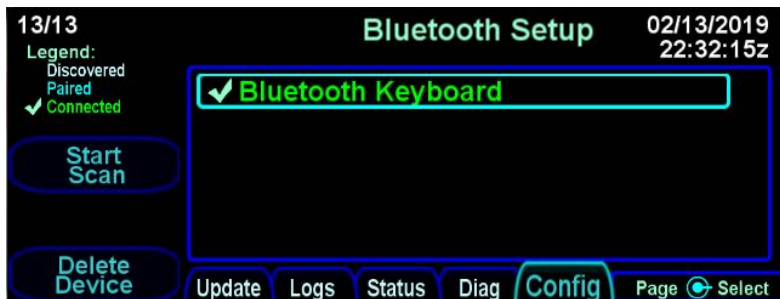 13/13
Bluetooth Setup
02/13/2019
22:32:15z
Legend:
Discovered
Paired
Connected
Bluetooth Keyboard
Start
Scan
Delete
Device
Update
Logs
Status
Diag
Config
Page
Select